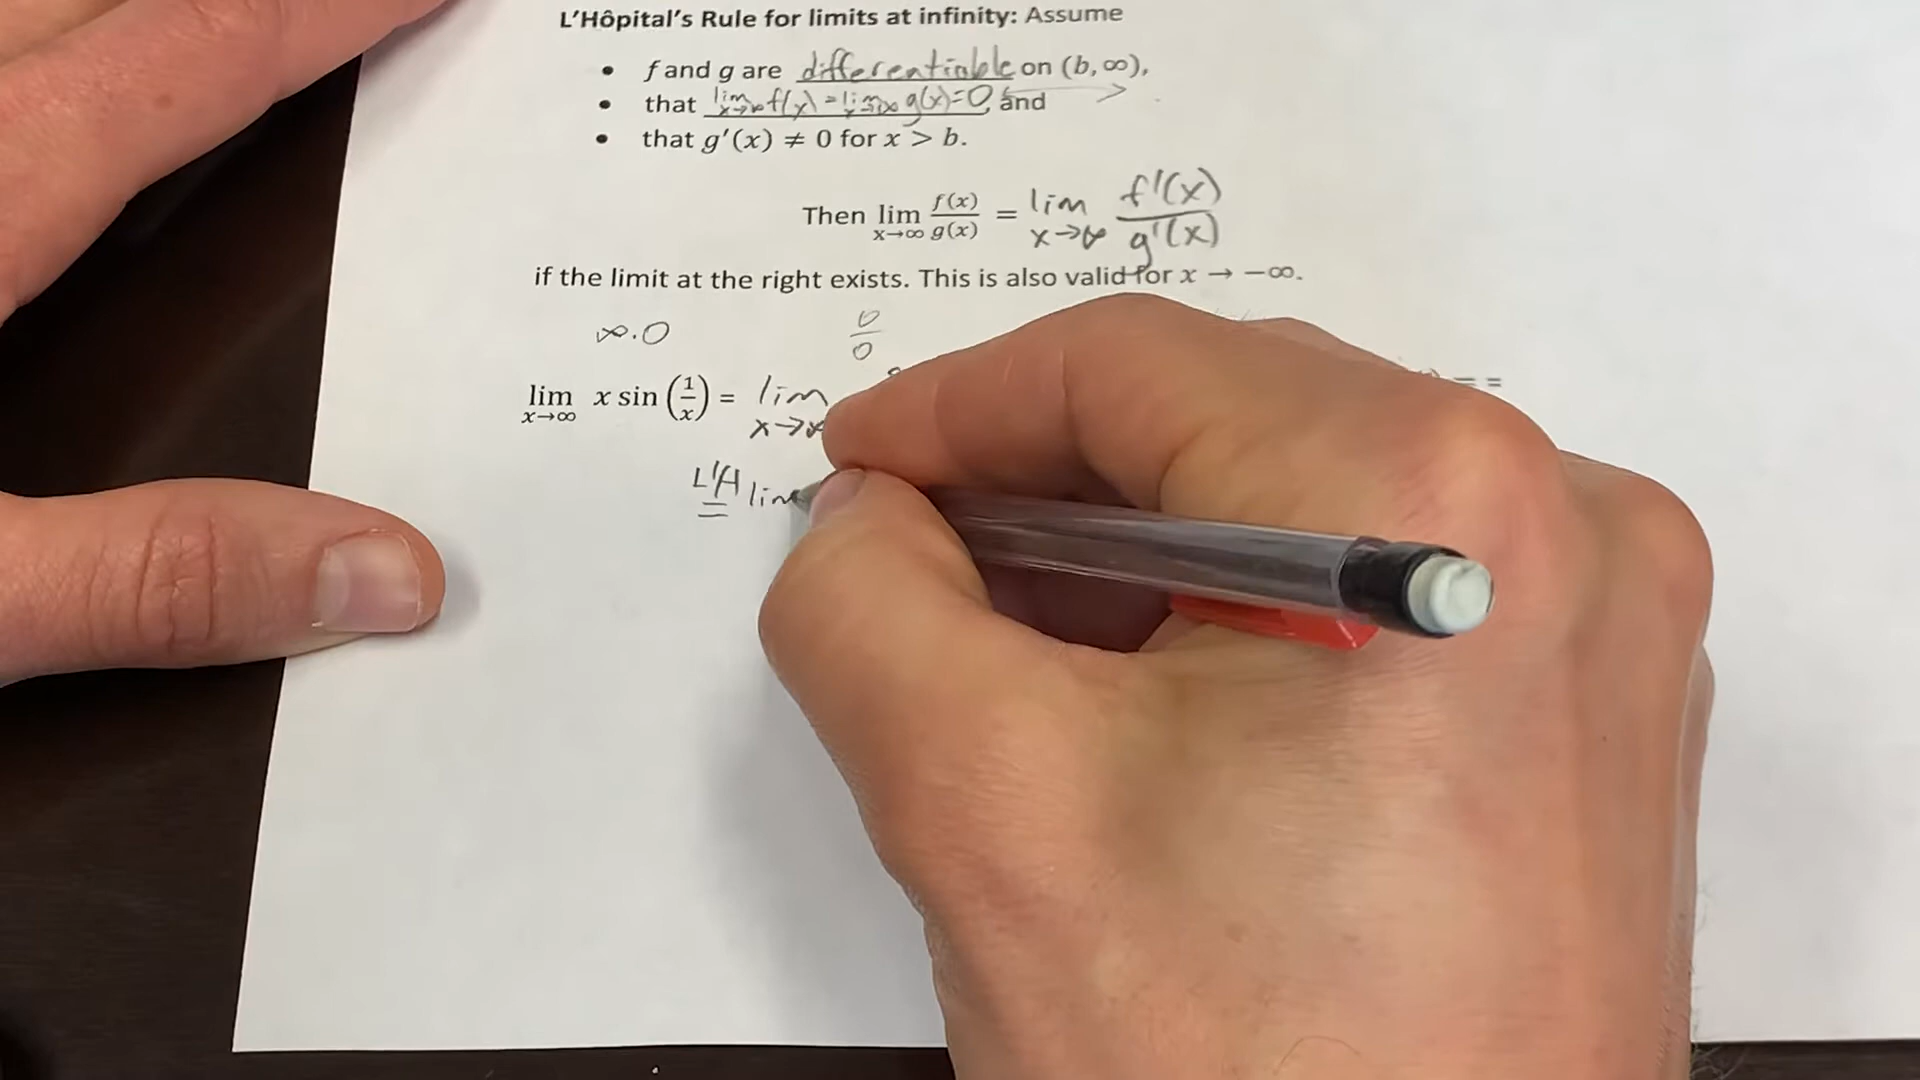 L'Hôpital's Rule for limits at infinity: Assume
• f and g are differentiable on (b, ∞),
• that lim x→∞ f(x) = lim x→∞ g(x) = 0, and
• that g′(x) ≠ 0 for x > b.
Then lim x→∞ f(x)/g(x) = lim x→∞ f'(x)/g'(x)
if the limit at the right exists. This is also valid for x → −∞.
∞·0 0/0
lim x→∞ x sin (1/x) = lim x→∞ = =
L'H = lim